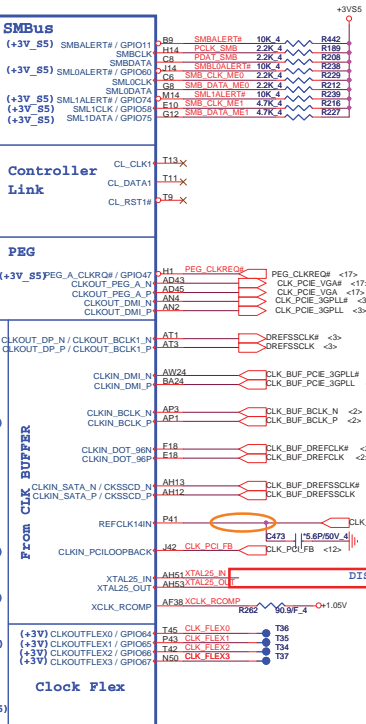 +3VS5
SMBus
(+3V_S5) SMBALERT# / GPIO11 B9 SMBALERT# 10K_4 R442
SMBCLK H14 PCLK_SMB 2.2K_4 R189
SMBDATA C8 PDAT_SMB 2.2K_4 R208
(+3V_S5) SML0ALERT# / GPIO60 J14 SMBL0ALERT# 10K_4 R238
SML0CLK C6 SMB_CLK_ME0 2.2K_4 R229
SML0DATA G8 SMB_DATA_ME0 2.2K_4 R212
(+3V_S5) SML1ALERT# / GPIO74 M14 SML1ALERT# 10K_4 R239
(+3V_S5) SML1CLK / GPIO58 E10 SMB_CLK_ME1 4.7K_4 R216
(+3V_S5) SML1DATA / GPIO75 G12 SMB_DATA_ME1 4.7K_4 R227
Controller
Link
CL_CLK1 T13
CL_DATA1 T11
CL_RST1# T9
PEG
(+3V_S5) PEG_A_CLKRQ# / GPIO47 H1 PEG_CLKREQ# PEG_CLKREQ# <17>
CLKOUT_PEG_A_N AD43 CLK_PCIE_VGA# <17>
CLKOUT_PEG_A_P AD45 CLK_PCIE_VGA <17>
CLKOUT_DMI_N AN4 CLK_PCIE_3GPLL# <3
CLKOUT_DMI_P AN2 CLK_PCIE_3GPLL <3>
CLKOUT_DP_N / CLKOUT_BCLK1_N AT1 DREFSSCLK# <3>
CLKOUT_DP_P / CLKOUT_BCLK1_P AT3 DREFSSCLK <3>
From CLK BUFFER
CLKIN_DMI_N AW24 CLK_BUF_PCIE_3GPLL#
CLKIN_DMI_P BA24 CLK_BUF_PCIE_3GPLL
CLKIN_BCLK_N AP3 CLK_BUF_BCLK_N <2>
CLKIN_BCLK_P AP1 CLK_BUF_BCLK_P <2>
CLKIN_DOT_96N F18 CLK_BUF_DREFCLK# <2
CLKIN_DOT_96P E18 CLK_BUF_DREFCLK <2
CLKIN_SATA_N / CKSSCD_N AH13 CLK_BUF_DREFSSCLK#
CLKIN_SATA_P / CKSSCD_P AH12 CLK_BUF_DREFSSCLK
REFCLK14IN P41 CLK_
C473 *5.6P/50V_4
CLKIN_PCILOOPBACK J42 CLK_PCI_FB CLK_PCI_FB <12>
XTAL25_IN AH51 XTAL25_IN DIS
XTAL25_OUT AH53 XTAL25_OUT
XCLK_RCOMP AF38 XCLK_RCOMP R262 90.9/F_4 +1.05V
(+3V) CLKOUTFLEX0 / GPIO64 T45 CLK_FLEX0 T36
(+3V) CLKOUTFLEX1 / GPIO65 P43 CLK_FLEX1 T35
(+3V) CLKOUTFLEX2 / GPIO66 T42 CLK_FLEX2 T34
(+3V) CLKOUTFLEX3 / GPIO67 N50 CLK_FLEX3 T37
Clock Flex